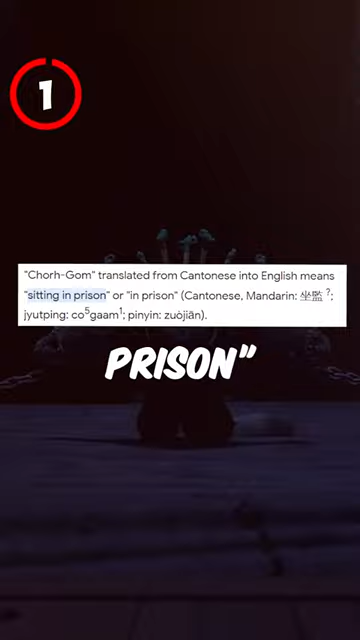 1
"Chorh-Gom" translated from Cantonese into English means
"sitting in prison" or "in prison" (Cantonese, Mandarin: 坐監 ?;
jyutping: co5gaam1; pinyin: zuòjiān).
PRISON"